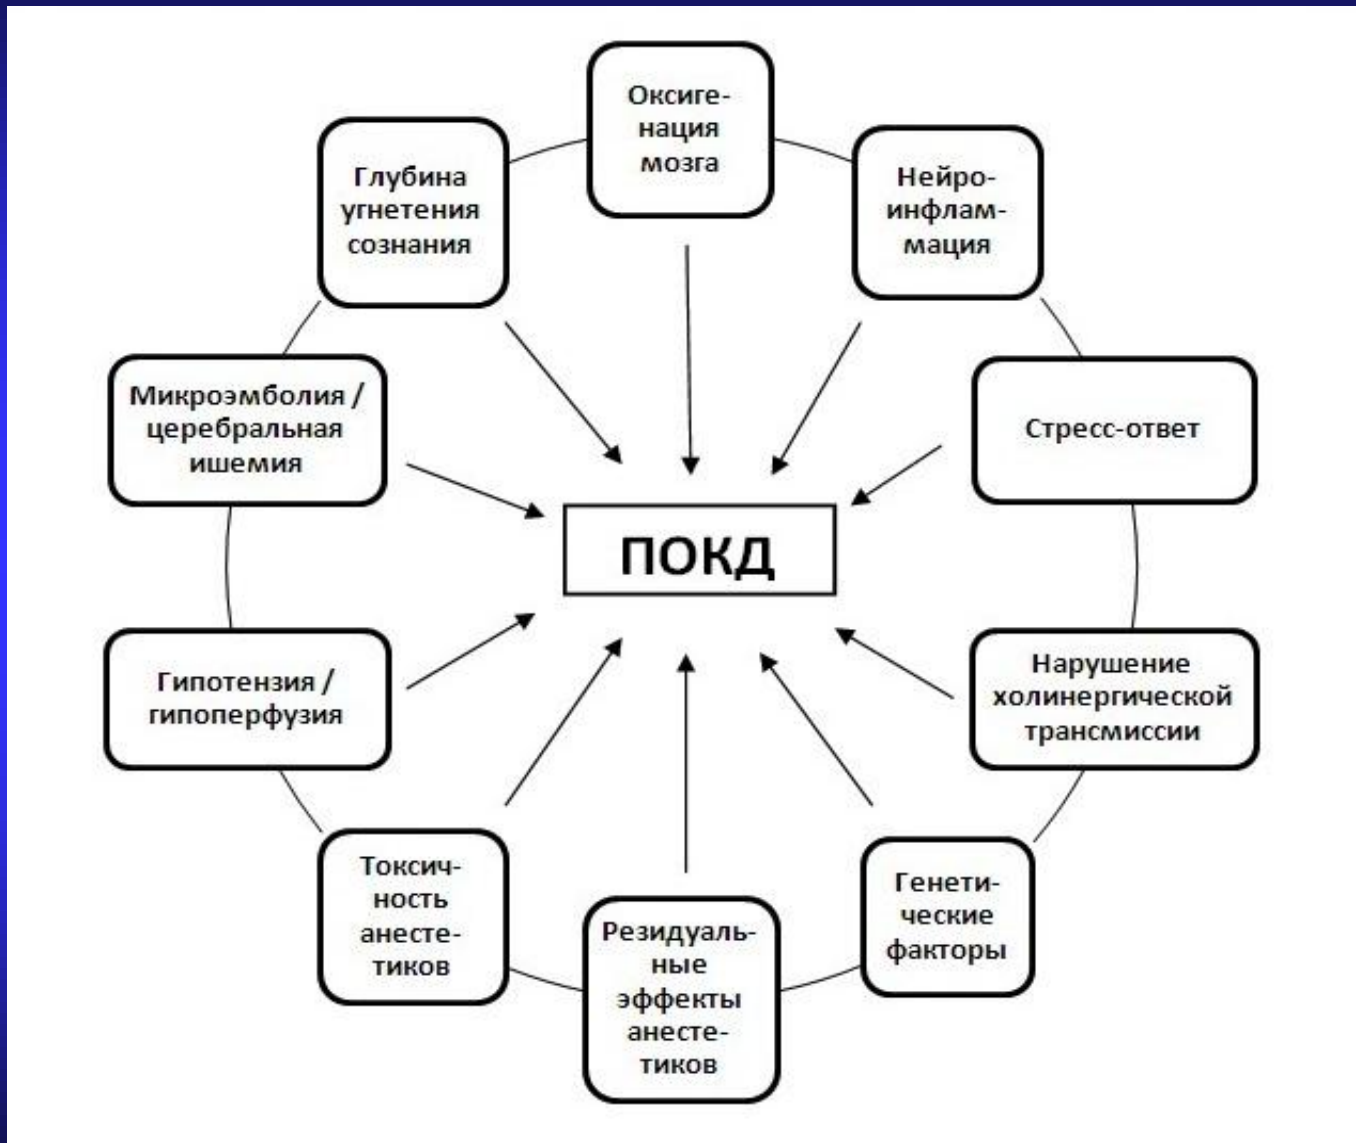 Оксиге-
нация
мозга
Нейро-
инфлам-
мация
Стресс-ответ
Нарушение
холинергической
трансмиссии
Генети-
ческие
факторы
Резидуаль-
ные
эффекты
анесте-
тиков
Токсич-
ность
анесте-
тиков
Гипотензия /
гипоперфузия
Микроэмболия /
церебральная
ишемия
Глубина
угнетения
сознания
ПОКД